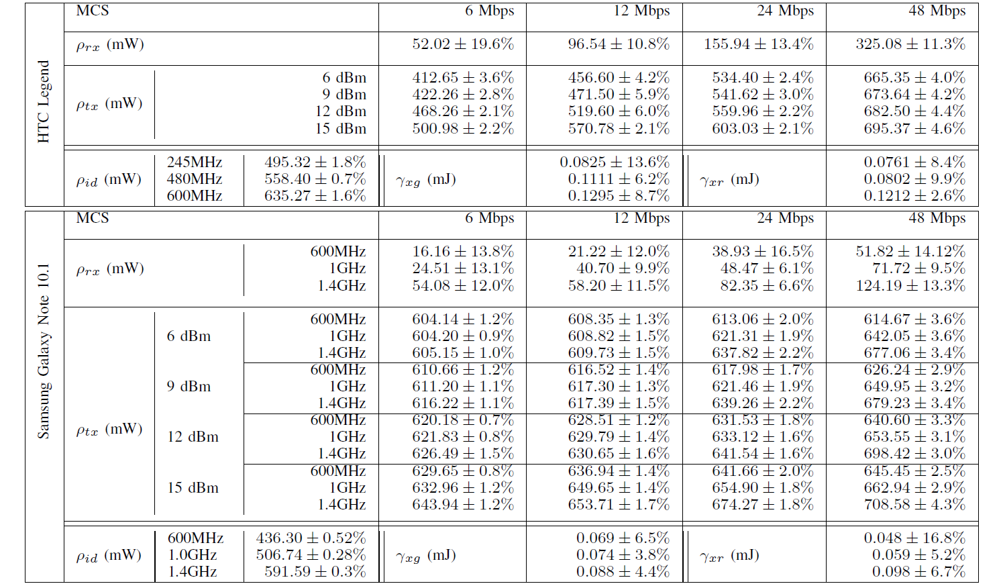 HTC Legend
MCS 6 Mbps 12 Mbps 24 Mbps 48 Mbps
ρrx (mW) 52.02 ± 19.6% 96.54 ± 10.8% 155.94 ± 13.4% 325.08 ± 11.3%
ρtx (mW)
6 dBm 412.65 ± 3.6% 456.60 ± 4.2% 534.40 ± 2.4% 665.35 ± 4.0%
9 dBm 422.26 ± 2.8% 471.50 ± 5.9% 541.62 ± 3.0% 673.64 ± 4.2%
12 dBm 468.26 ± 2.1% 519.60 ± 6.0% 559.96 ± 2.2% 682.50 ± 4.4%
15 dBm 500.98 ± 2.2% 570.78 ± 2.1% 603.03 ± 2.1% 695.37 ± 4.6%
245MHz 495.32 ± 1.8% 0.0825 ± 13.6% 0.0761 ± 8.4%
ρid (mW) 480MHz 558.40 ± 0.7% γxg (mJ) 0.1111 ± 6.2% γxr (mJ) 0.0802 ± 9.9%
600MHz 635.27 ± 1.6% 0.1295 ± 8.7% 0.1212 ± 2.6%
Samsung Galaxy Note 10.1
MCS 6 Mbps 12 Mbps 24 Mbps 48 Mbps
600MHz 16.16 ± 13.8% 21.22 ± 12.0% 38.93 ± 16.5% 51.82 ± 14.12%
ρrx (mW) 1GHz 24.51 ± 13.1% 40.70 ± 9.9% 48.47 ± 6.1% 71.72 ± 9.5%
1.4GHz 54.08 ± 12.0% 58.20 ± 11.5% 82.35 ± 6.6% 124.19 ± 13.3%
ρtx (mW)
600MHz 604.14 ± 1.2% 608.35 ± 1.3% 613.06 ± 2.0% 614.67 ± 3.6%
6 dBm 1GHz 604.20 ± 0.9% 608.82 ± 1.5% 621.31 ± 1.9% 642.05 ± 3.6%
1.4GHz 605.15 ± 1.0% 609.73 ± 1.5% 637.82 ± 2.2% 677.06 ± 3.4%
600MHz 610.66 ± 1.2% 616.52 ± 1.4% 617.98 ± 1.7% 626.24 ± 2.9%
9 dBm 1GHz 611.20 ± 1.1% 617.30 ± 1.3% 621.46 ± 1.9% 649.95 ± 3.2%
1.4GHz 616.22 ± 1.1% 617.39 ± 1.5% 639.26 ± 2.2% 679.23 ± 3.4%
600MHz 620.18 ± 0.7% 628.51 ± 1.2% 631.53 ± 1.8% 640.60 ± 3.3%
12 dBm 1GHz 621.83 ± 0.8% 629.79 ± 1.4% 633.12 ± 1.6% 653.55 ± 3.1%
1.4GHz 626.49 ± 1.5% 630.65 ± 1.6% 641.54 ± 1.6% 698.42 ± 3.0%
600MHz 629.65 ± 0.8% 636.94 ± 1.4% 641.66 ± 2.0% 645.45 ± 2.5%
15 dBm 1GHz 632.96 ± 1.2% 649.65 ± 1.4% 654.90 ± 1.8% 662.94 ± 2.9%
1.4GHz 643.94 ± 1.2% 653.71 ± 1.7% 674.27 ± 1.8% 708.58 ± 4.3%
600MHz 436.30 ± 0.52% 0.069 ± 6.5% 0.048 ± 16.8%
ρid (mW) 1.0GHz 506.74 ± 0.28% γxg (mJ) 0.074 ± 3.8% γxr (mJ) 0.059 ± 5.2%
1.4GHz 591.59 ± 0.3% 0.088 ± 4.4% 0.098 ± 6.7%